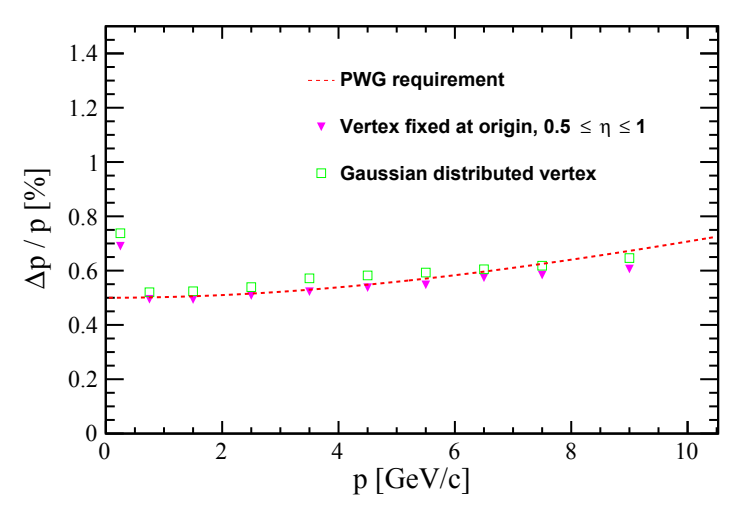 1.4
1.2
1
0.8
0.6
0.4
0.2
0
Δp / p [%]
PWG requirement
Vertex fixed at origin, 0.5 ≤ η ≤ 1
Gaussian distributed vertex
0 2 4 6 8 10
p [GeV/c]